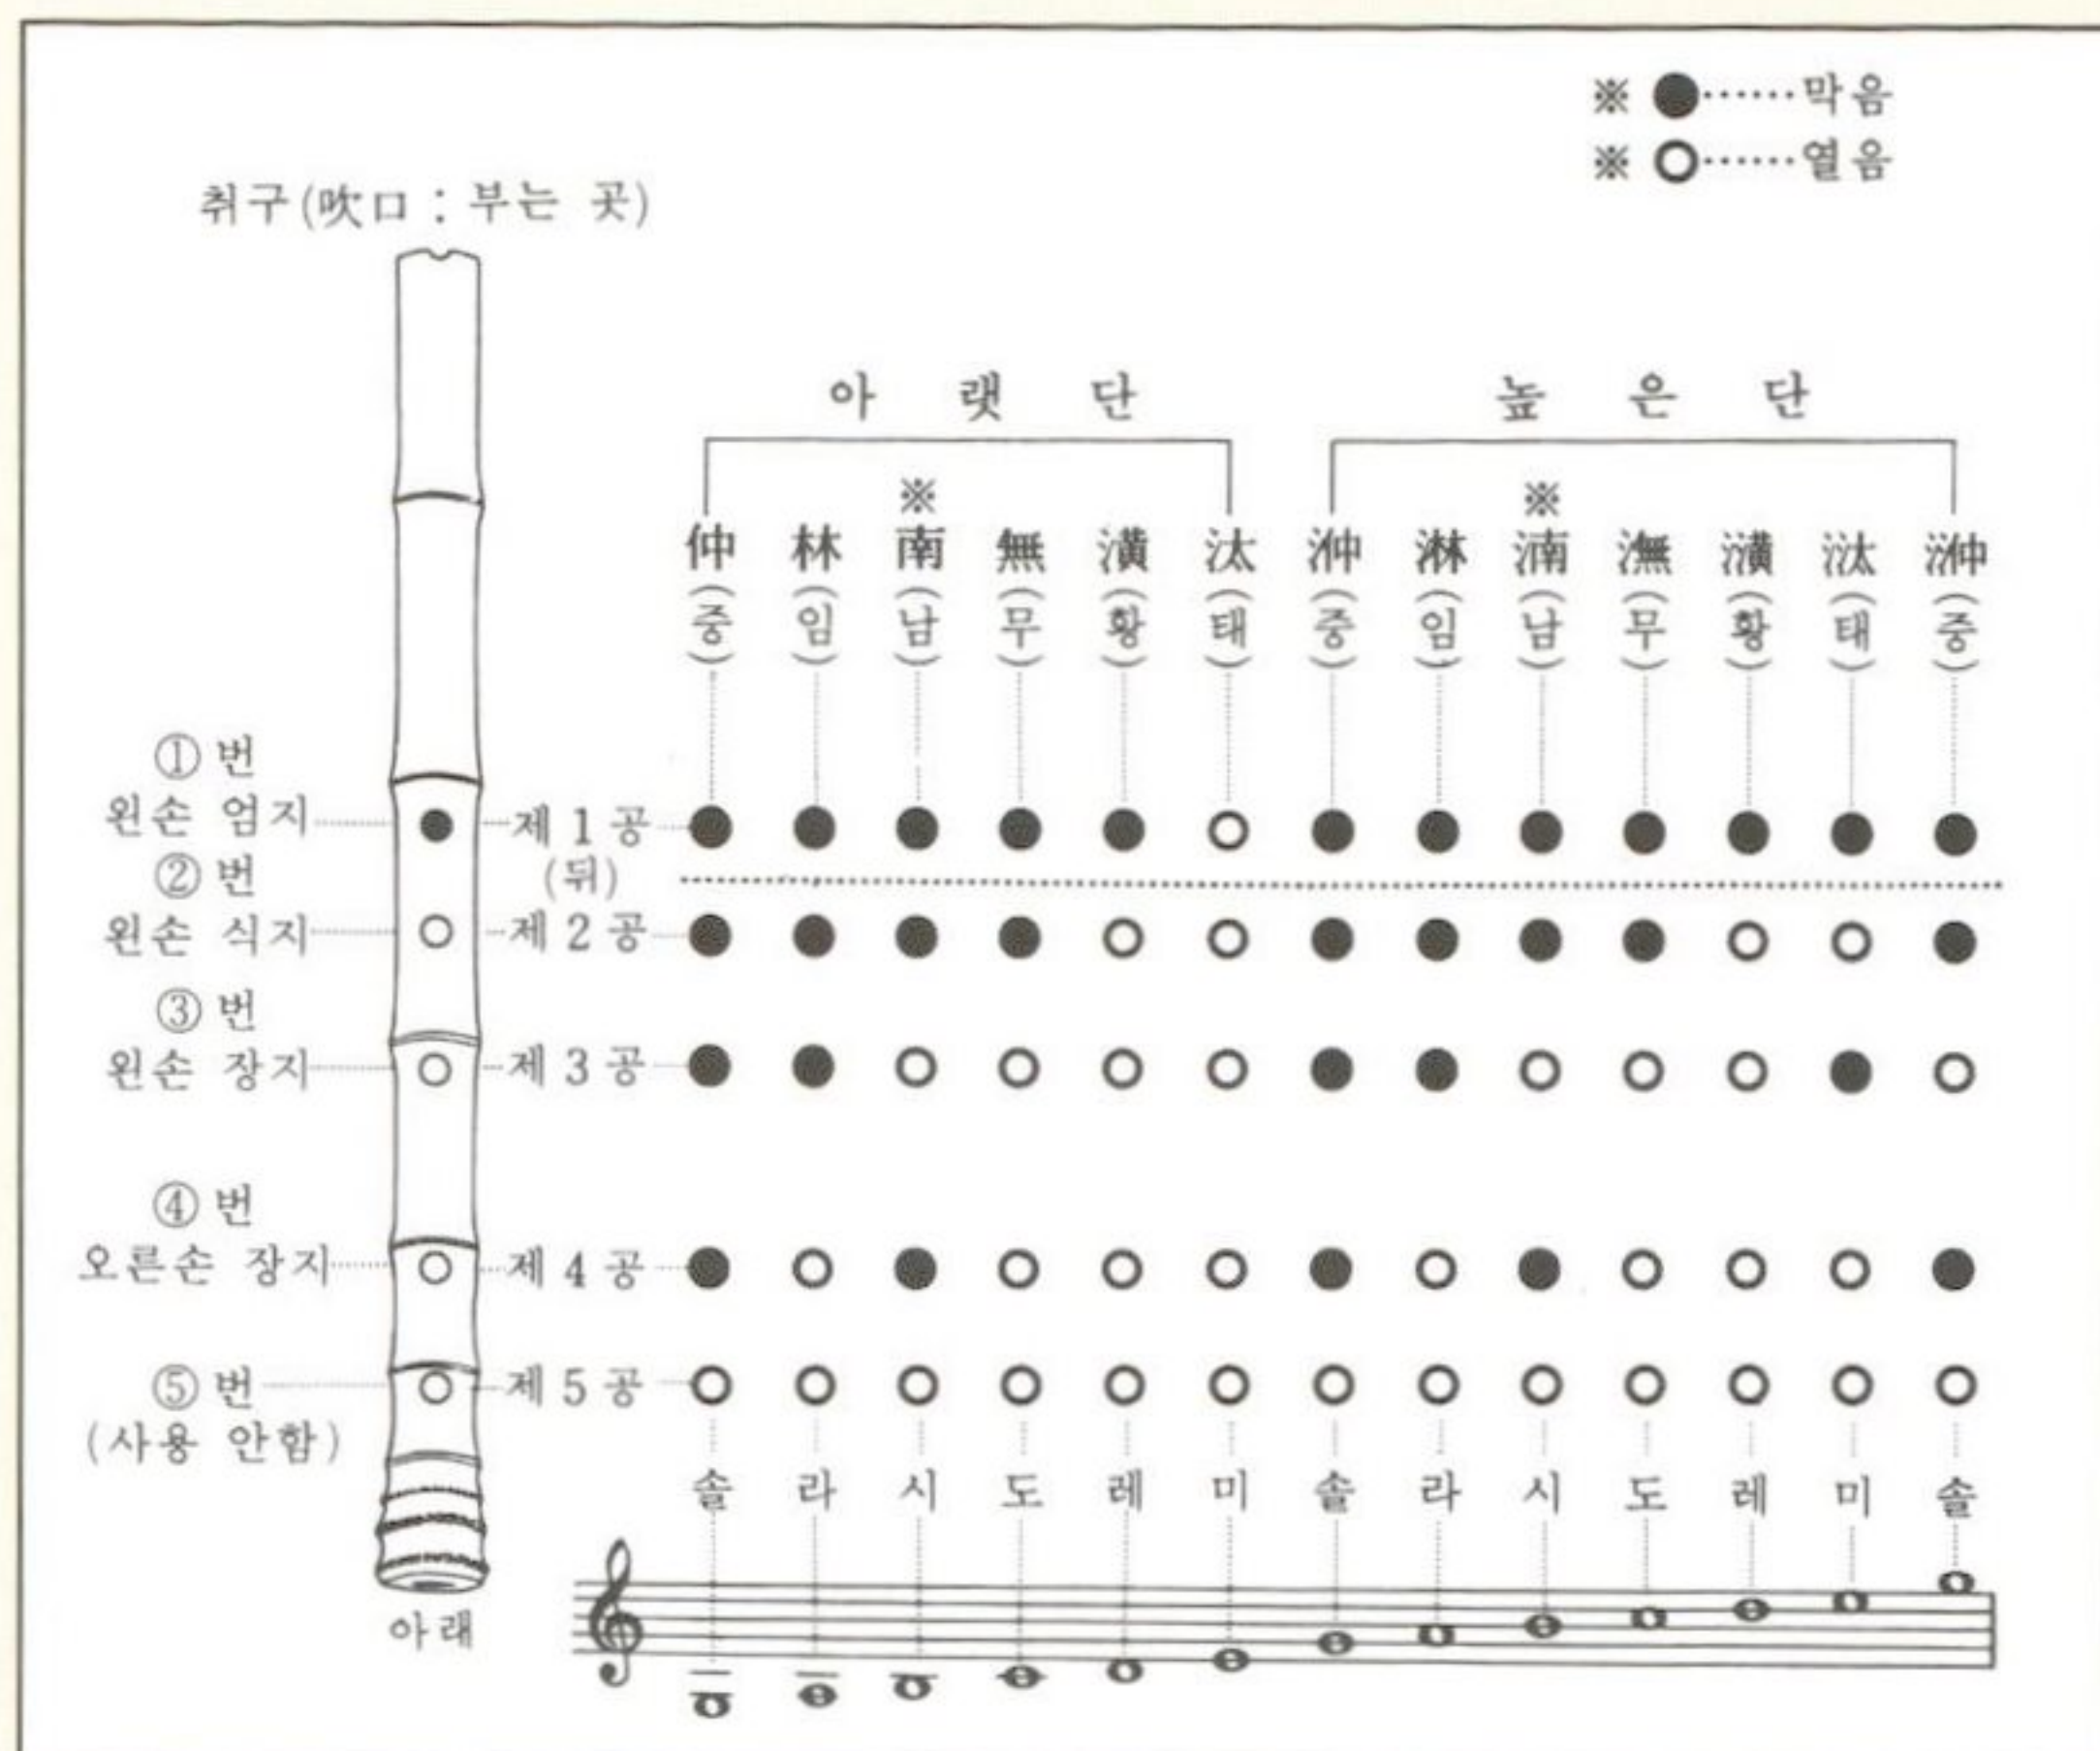 ※ ●……막음
※ ○……열음
취구(吹口 : 부는 곳)
아 랫 단
높 은 단
※ ※
仲 林 南 無 潢 汰 㳞 淋 湳 潕 㶂 㳲 㴢
(중) (임) (남) (무) (황) (태) (중) (임) (남) (무) (황) (태) (중)
①번
왼손 엄지 제1공
(뒤)
②번
왼손 식지 제2공
③번
왼손 장지 제3공
④번
오른손 장지 제4공
⑤번 제5공
(사용 안함)
솔 라 시 도 레 미 솔 라 시 도 레 미 솔
아래